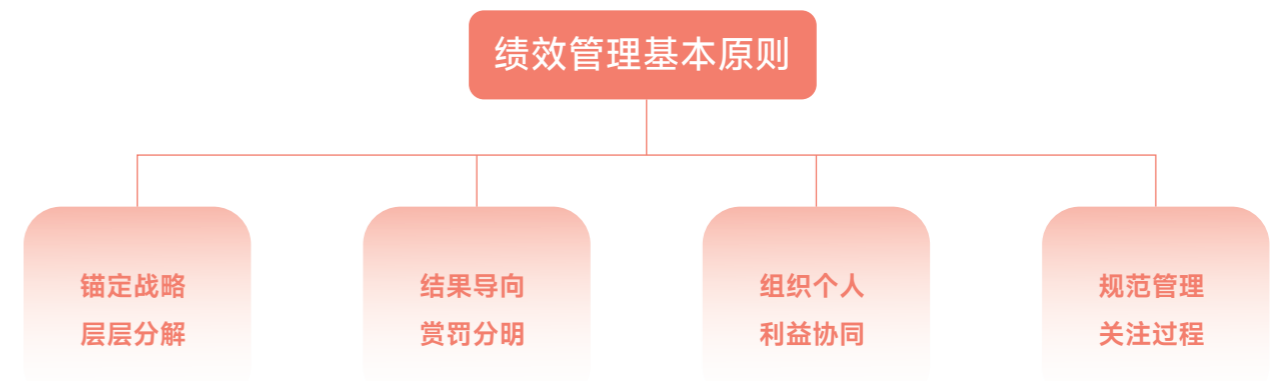 绩效管理基本原则
锚定战略
层层分解
结果导向
赏罚分明
组织个人
利益协同
规范管理
关注过程